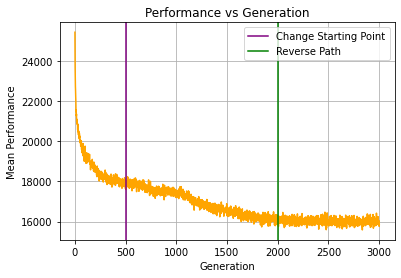 Performance vs Generation
Change Starting Point
Reverse Path
Mean Performance
24000
22000
20000
18000
16000
0 500 1000 1500 2000 2500 3000
Generation